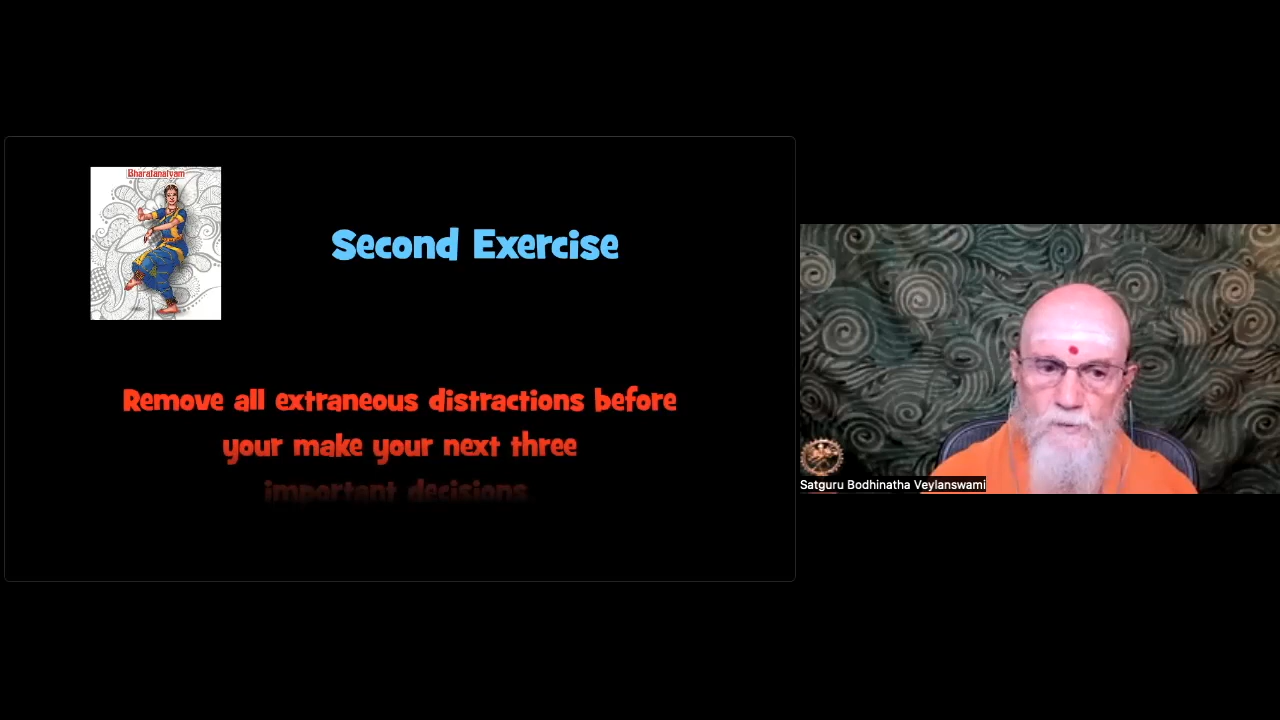 Bharatanatyam
Second Exercise
Remove all extraneous distractions before
your make your next three
important decisions
Satguru Bodhinatha Veylanswami